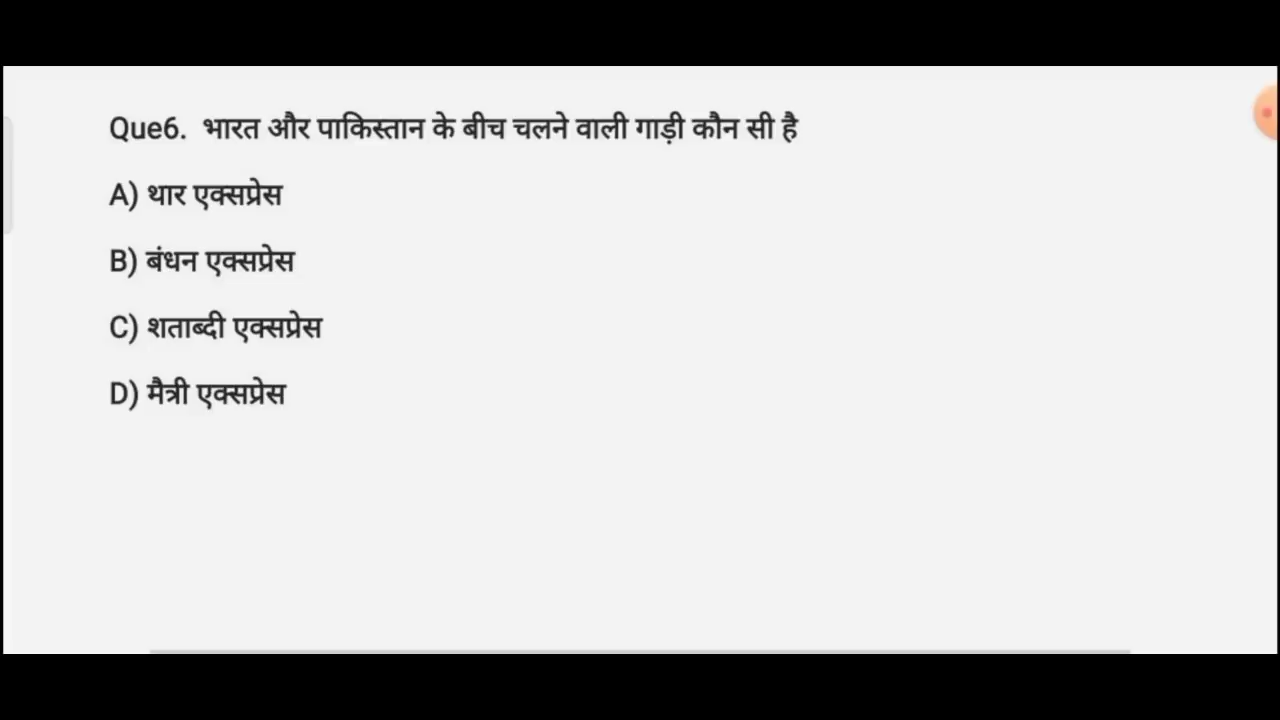 Que6. भारत और पाकिस्तान के बीच चलने वाली गाड़ी कौन सी है
A) थार एक्सप्रेस
B) बंधन एक्सप्रेस
C) शताब्दी एक्सप्रेस
D) मैत्री एक्सप्रेस